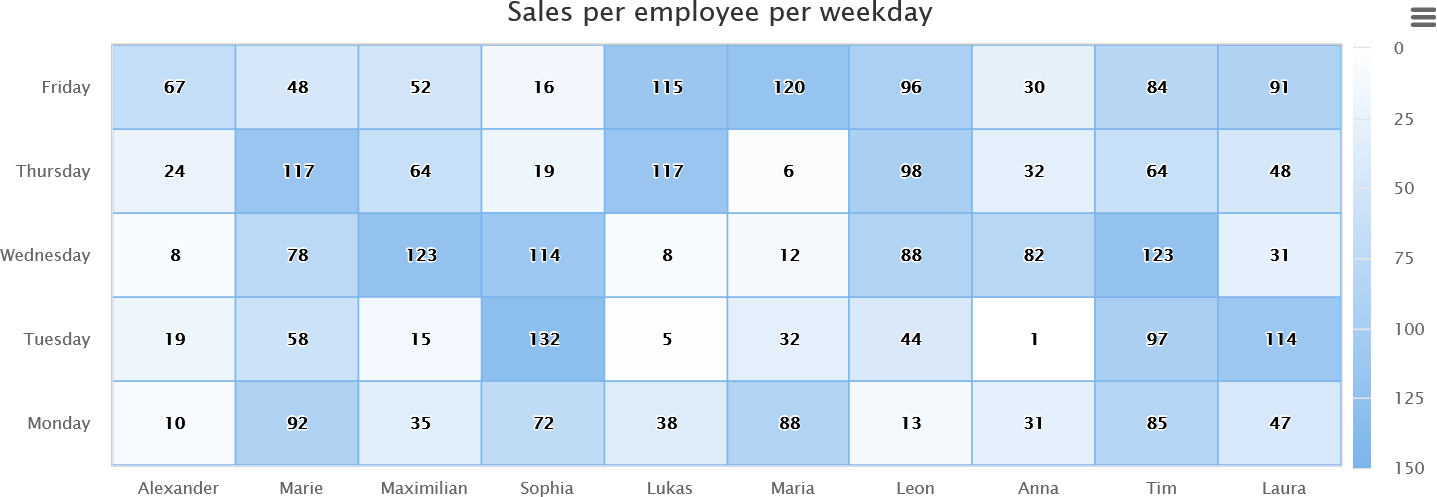 Sales per employee per weekday
Friday 67 48 52 16 115 120 96 30 84 91
Thursday 24 117 64 19 117 6 98 32 64 48
Wednesday 8 78 123 114 8 12 88 82 123 31
Tuesday 19 58 15 132 5 32 44 1 97 114
Monday 10 92 35 72 38 88 13 31 85 47
Alexander Marie Maximilian Sophia Lukas Maria Leon Anna Tim Laura
0
25
50
75
100
125
150